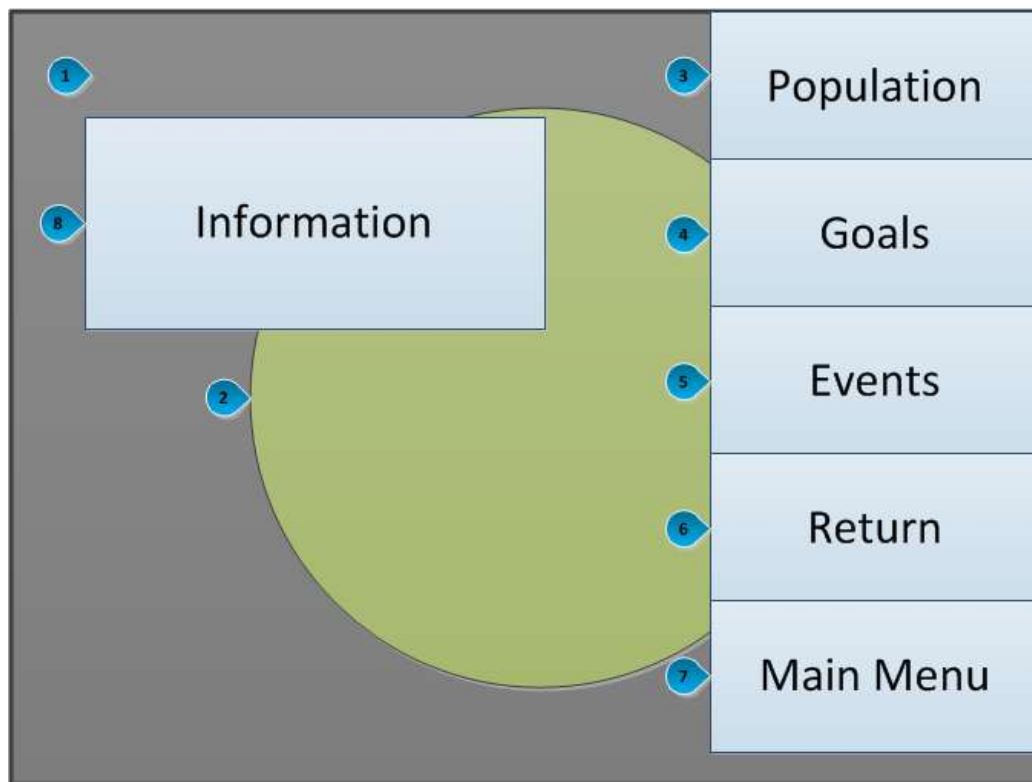 1
3
Population
8
Information
4
Goals
5
Events
2
6
Return
7
Main Menu